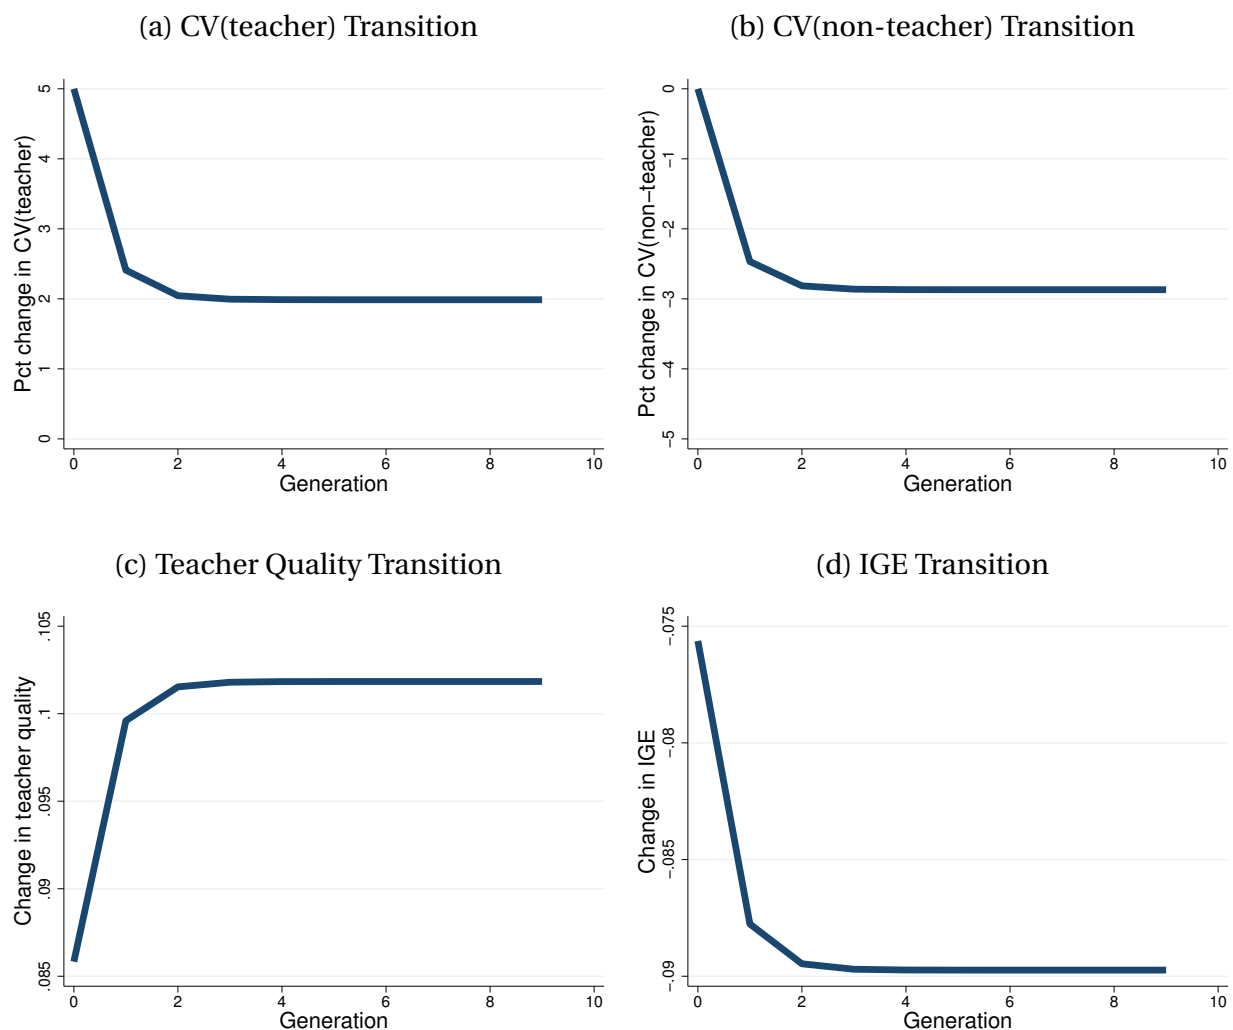 (a) CV(teacher) Transition
Pct change in CV(teacher)
5
4
3
2
1
0
0 2 4 6 8 10
Generation
(b) CV(non-teacher) Transition
Pct change in CV(non−teacher)
0
−1
−2
−3
−4
−5
0 2 4 6 8 10
Generation
(c) Teacher Quality Transition
Change in teacher quality
.105
.1
.095
.09
.085
0 2 4 6 8 10
Generation
(d) IGE Transition
Change in IGE
−.075
−.08
−.085
−.09
0 2 4 6 8 10
Generation